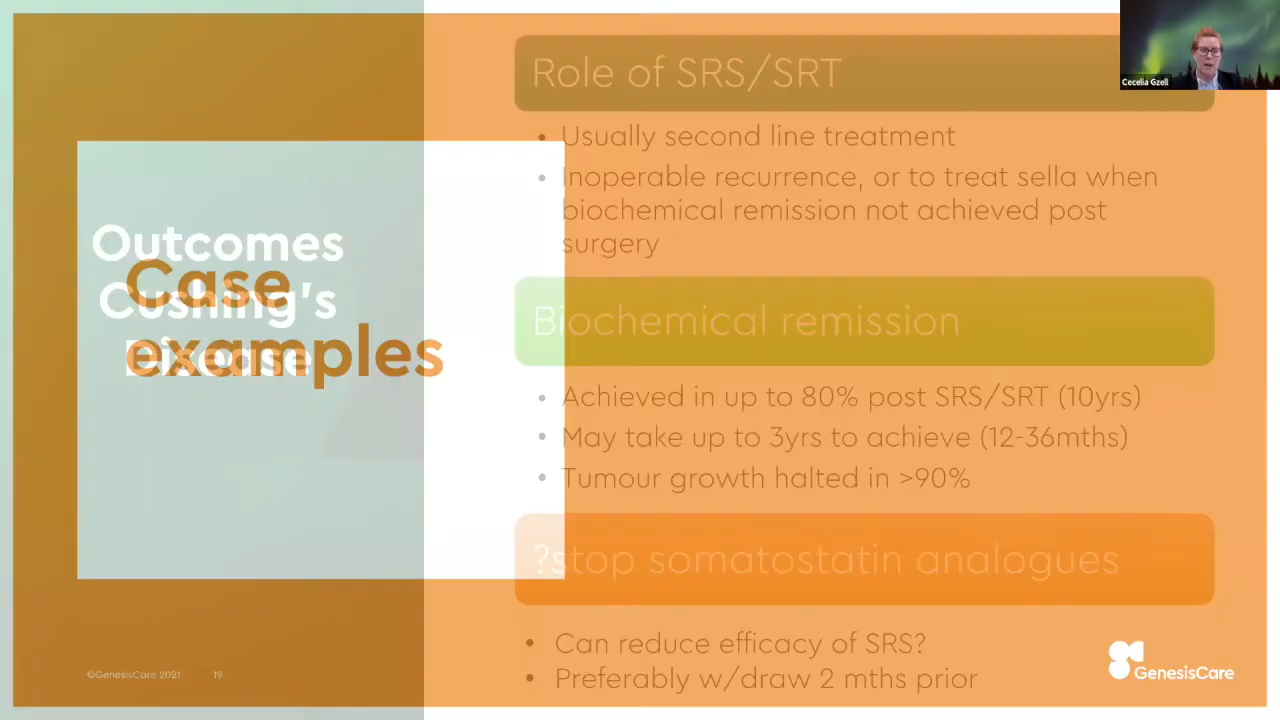 Role of SRS/SRT
Cecelia Gzell
• Usually second line treatment
• Inoperable recurrence, or to treat sella when
biochemical remission not achieved post
surgery
Outcomes
Cushing's
Disease
Case
examples
Biochemical remission
• Achieved in up to 80% post SRS/SRT (10yrs)
• May take up to 3yrs to achieve (12-36mths)
• Tumour growth halted in >90%
?stop somatostatin analogues
• Can reduce efficacy of SRS?
• Preferably w/draw 2 mths prior
©GenesisCare 2021 19
GenesisCare